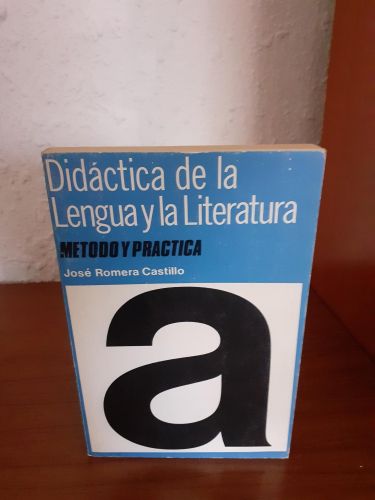 Didáctica de la
Lengua y la Literatura
METODO Y PRACTICA
José Romera Castillo
a